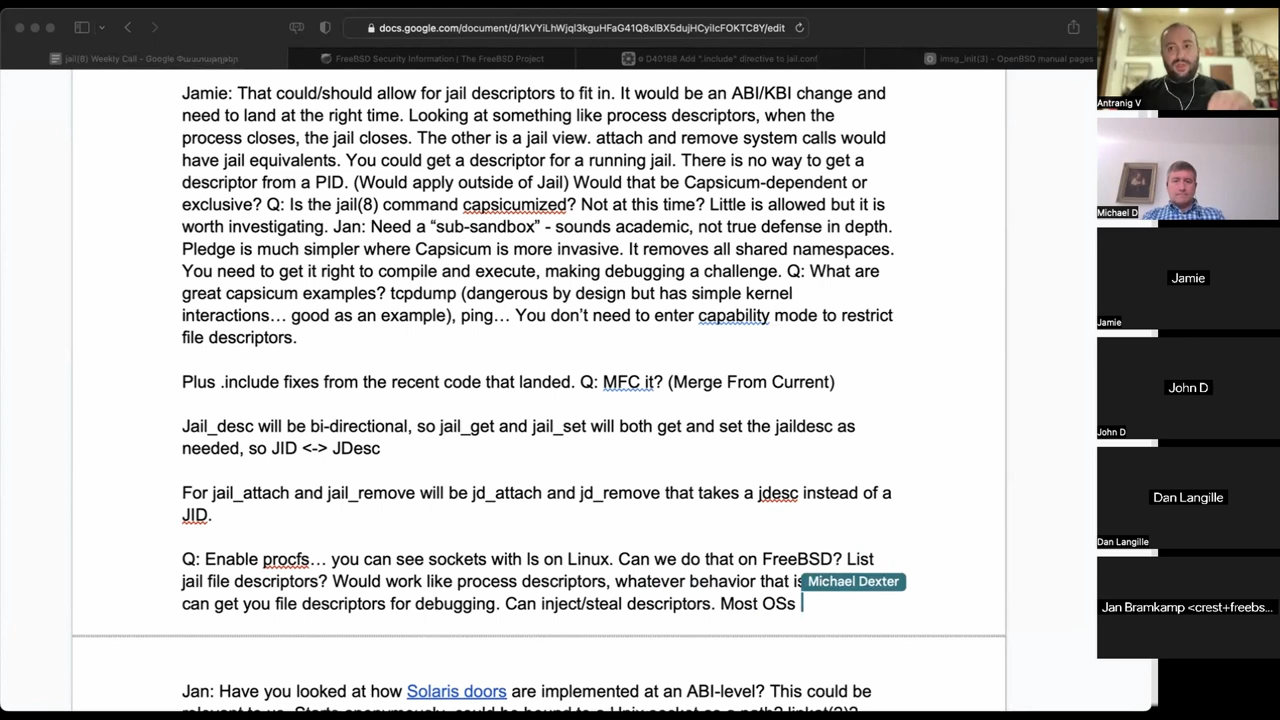 docs.google.com/document/d/1kVYiLhWjql3kguHFaG41Q8xlBX5dujHCyiIcFOKTC8Y/edit
jail(8) Weekly Call - Google Փաստաթղթեր
FreeBSD Security Information | The FreeBSD Project
D40188 Add ".include" directive to jail.conf
imsg_init(3) - OpenBSD manual pages
Jamie: That could/should allow for jail descriptors to fit in. It would be an ABI/KBI change and
need to land at the right time. Looking at something like process descriptors, when the
process closes, the jail closes. The other is a jail view. attach and remove system calls would
have jail equivalents. You could get a descriptor for a running jail. There is no way to get a
descriptor from a PID. (Would apply outside of Jail) Would that be Capsicum-dependent or
exclusive? Q: Is the jail(8) command capsicumized? Not at this time? Little is allowed but it is
worth investigating. Jan: Need a “sub-sandbox” - sounds academic, not true defense in depth.
Pledge is much simpler where Capsicum is more invasive. It removes all shared namespaces.
You need to get it right to compile and execute, making debugging a challenge. Q: What are
great capsicum examples? tcpdump (dangerous by design but has simple kernel
interactions… good as an example), ping… You don’t need to enter capability mode to restrict
file descriptors.
Plus .include fixes from the recent code that landed. Q: MFC it? (Merge From Current)
Jail_desc will be bi-directional, so jail_get and jail_set will both get and set the jaildesc as
needed, so JID <-> JDesc
For jail_attach and jail_remove will be jd_attach and jd_remove that takes a jdesc instead of a
JID.
Q: Enable procfs… you can see sockets with ls on Linux. Can we do that on FreeBSD? List
jail file descriptors? Would work like process descriptors, whatever behavior that is
Michael Dexter
can get you file descriptors for debugging. Can inject/steal descriptors. Most OSs
Jan: Have you looked at how Solaris doors are implemented at an ABI-level? This could be
Antranig V
Michael D
Jamie
Jamie
John D
John D
Dan Langille
Dan Langille
Jan Bramkamp <crest+freebs...